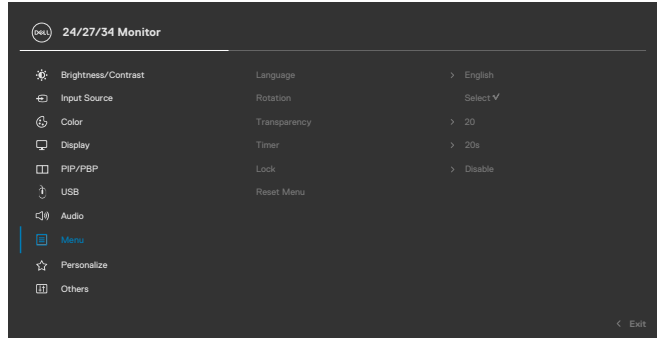 DELL 24/27/34 Monitor
Brightness/Contrast Language > English
Input Source Rotation Select ✓
Color Transparency > 20
Display Timer > 20s
PIP/PBP Lock > Disable
USB Reset Menu
Audio
Menu
Personalize
Others
< Exit